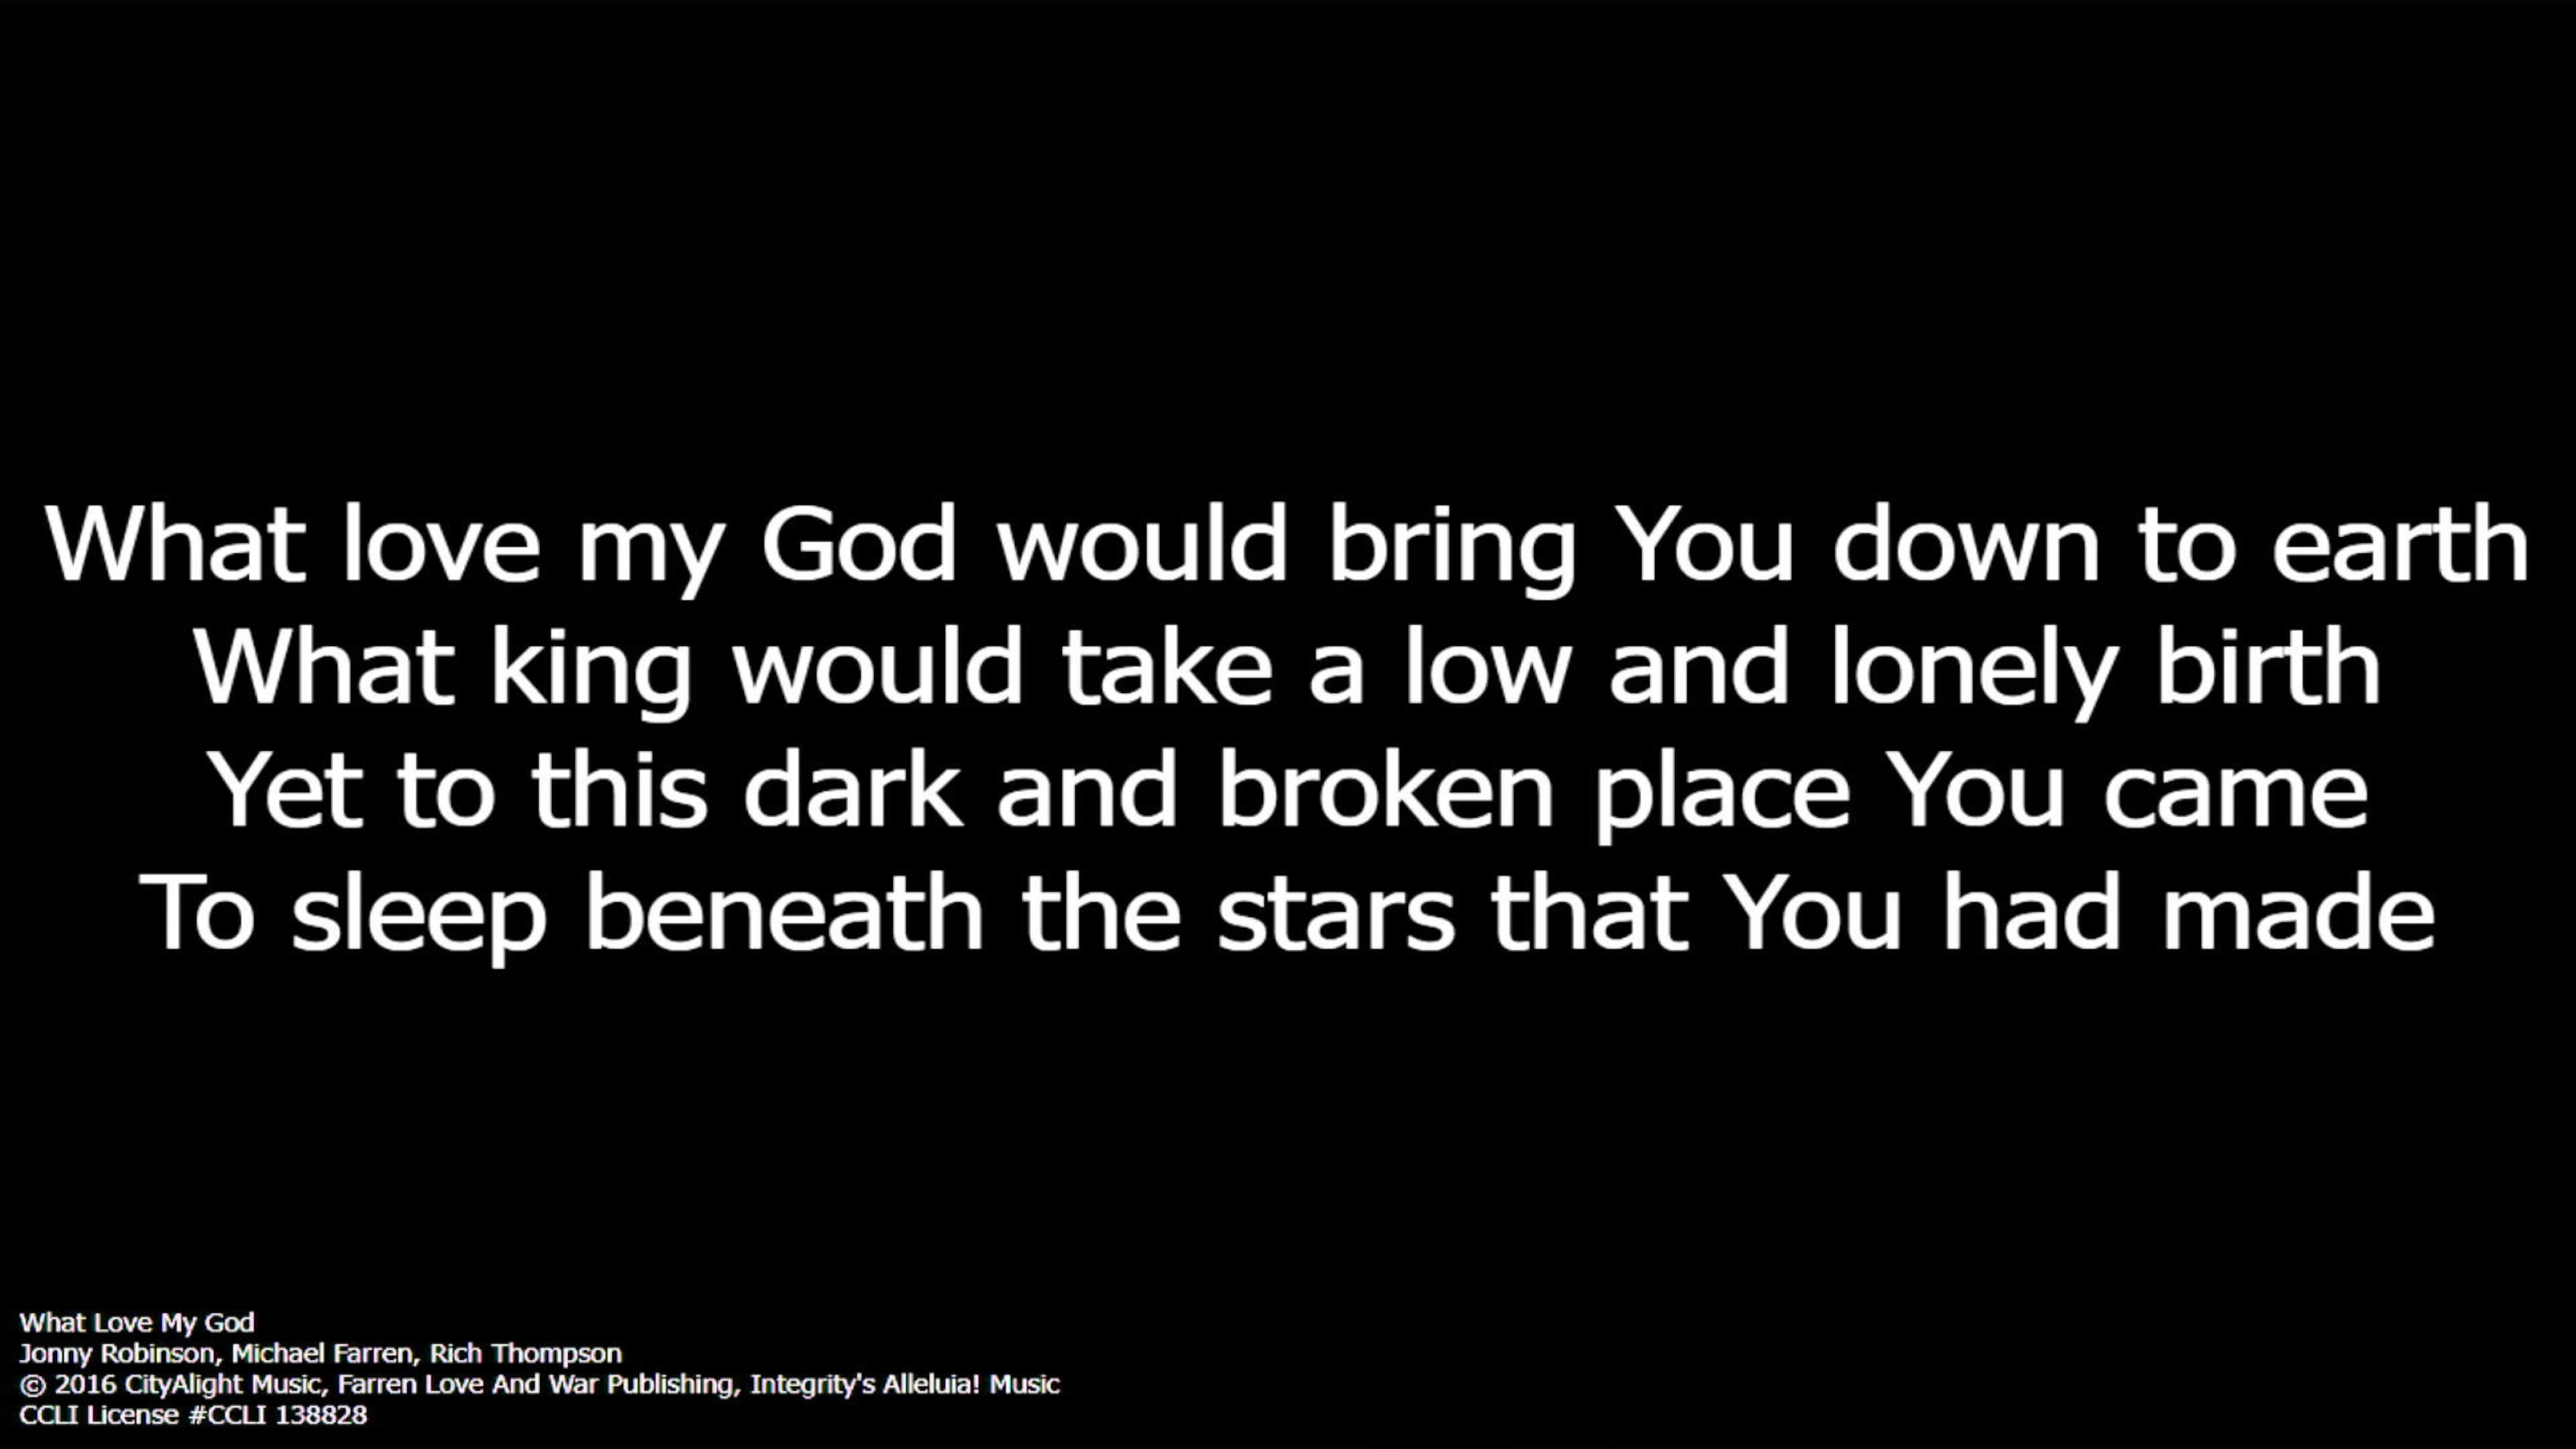 What love my God would bring You down to earth
What king would take a low and lonely birth
Yet to this dark and broken place You came
To sleep beneath the stars that You had made
What Love My God
Jonny Robinson, Michael Farren, Rich Thompson
© 2016 CityAlight Music, Farren Love And War Publishing, Integrity's Alleluia! Music
CCLI License #CCLI 138828